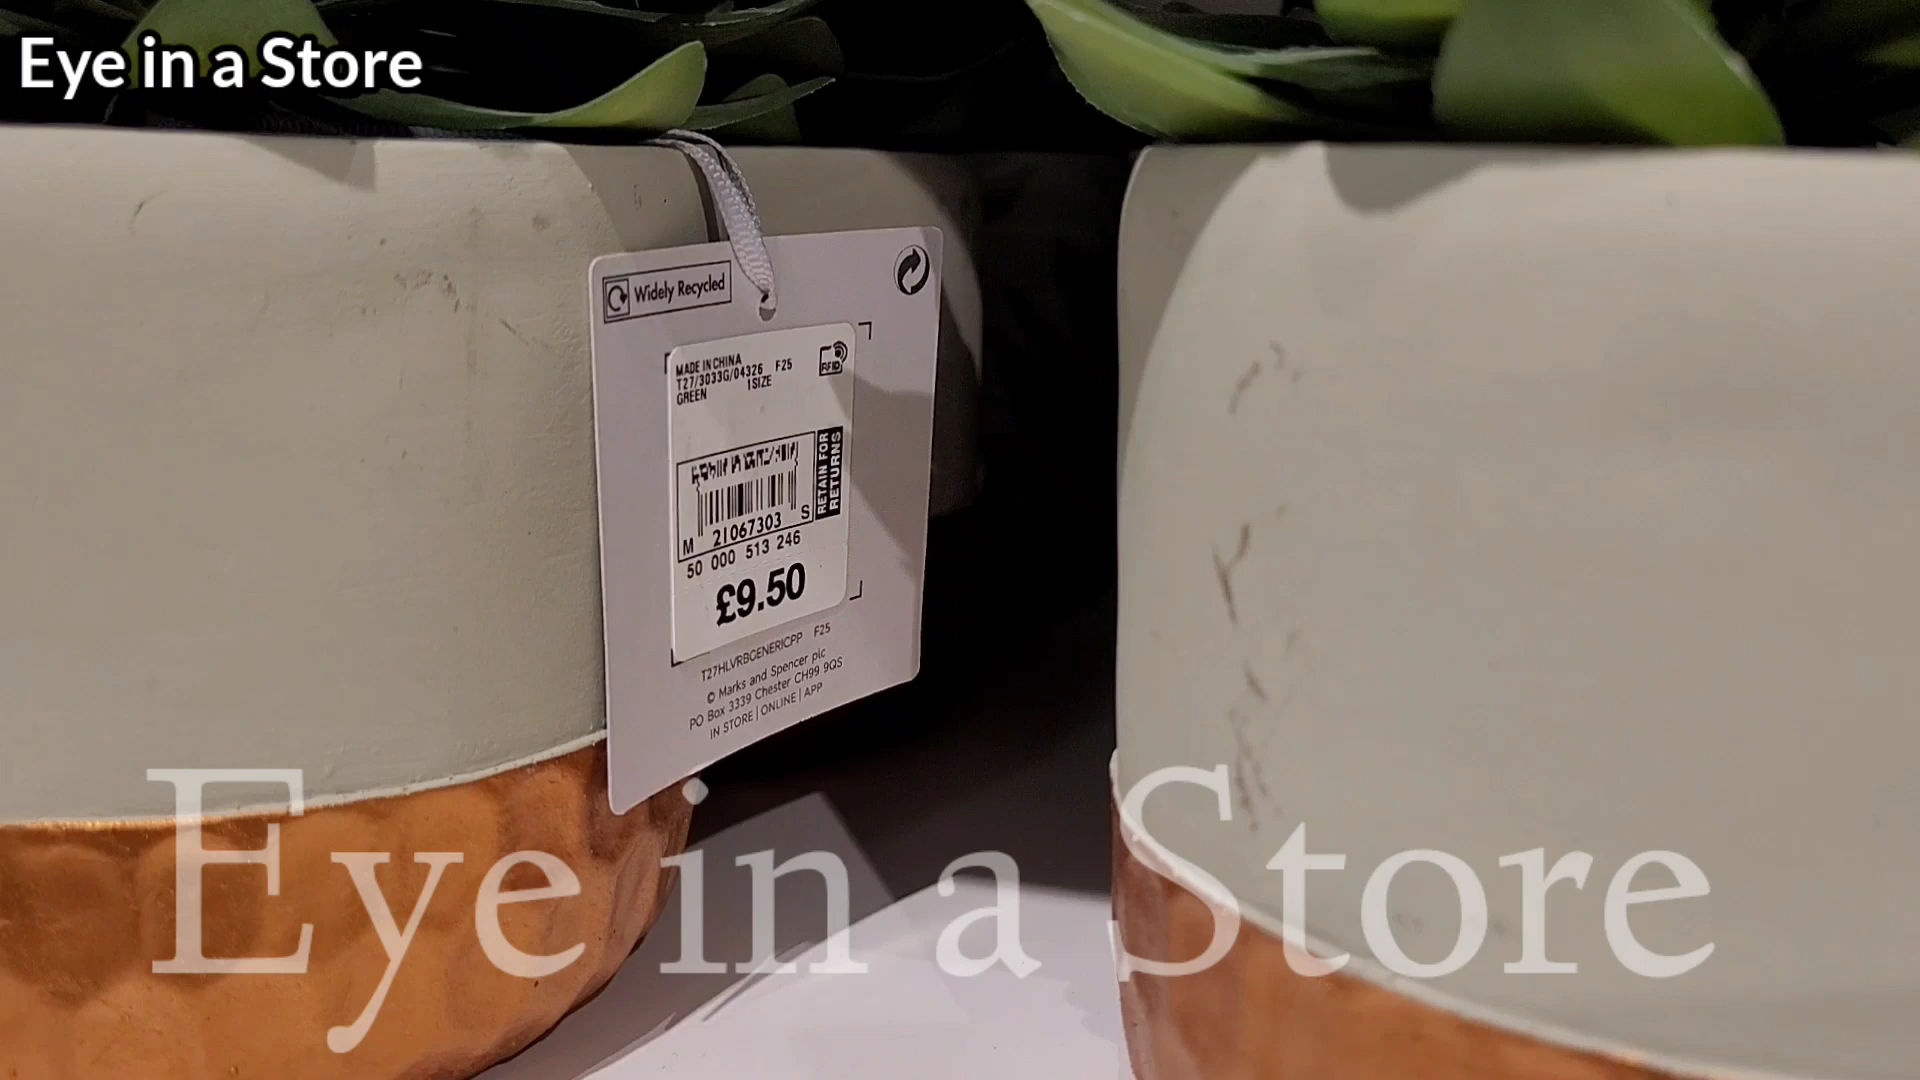 Eye in a Store
Widely Recycled
MADE IN CHINA
T27/3033G/04326 F25
GREEN 1SIZE
RFID
RETAIN FOR
RETURNS
M 21067303 S
50 000 513 246
£9.50
T27HLVRBGENERICPP F25
© Marks and Spencer plc
PO Box 3339 Chester CH99 9QS
IN STORE | ONLINE | APP
Eye in a Store